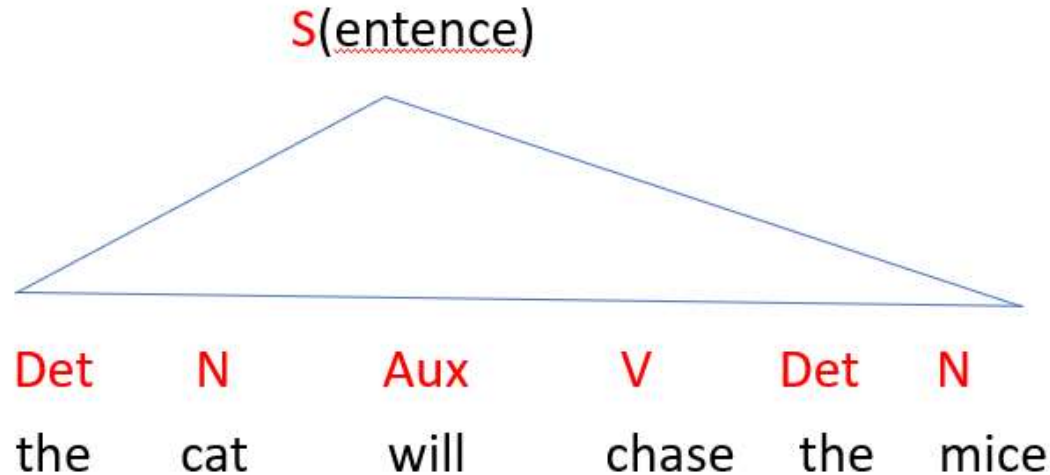 S(entence)
Det N Aux V Det N
the cat will chase the mice